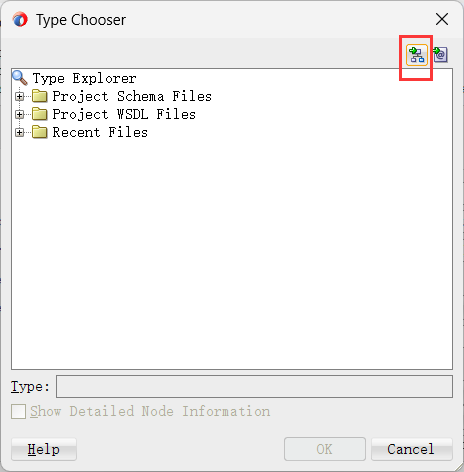 Type Chooser
Type Explorer
Project Schema Files
Project WSDL Files
Recent Files
Type:
Show Detailed Node Information
Help
OK
Cancel